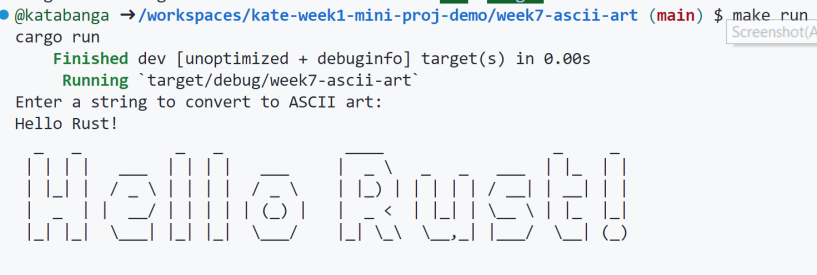 @katabanga ➜/workspaces/kate-week1-mini-proj-demo/week7-ascii-art (main) $ make run
Screenshot(A
cargo run
    Finished dev [unoptimized + debuginfo] target(s) in 0.00s
     Running `target/debug/week7-ascii-art`
Enter a string to convert to ASCII art:
Hello Rust!
  _   _          _   _               ____                  _     _
 | | | |   ___  | | | |   ___       |  _ \   _   _   ___  | |_  | |
 | |_| |  / _ \ | | | |  / _ \      | |_) | | | | | / __| | __| | |
 |  _  | |  __/ | | | | | (_) |     |  _ <  | |_| | \__ \ | |_  |_|
 |_| |_|  \___| |_| |_|  \___/      |_| \_\  \__,_| |___/  \__| (_)